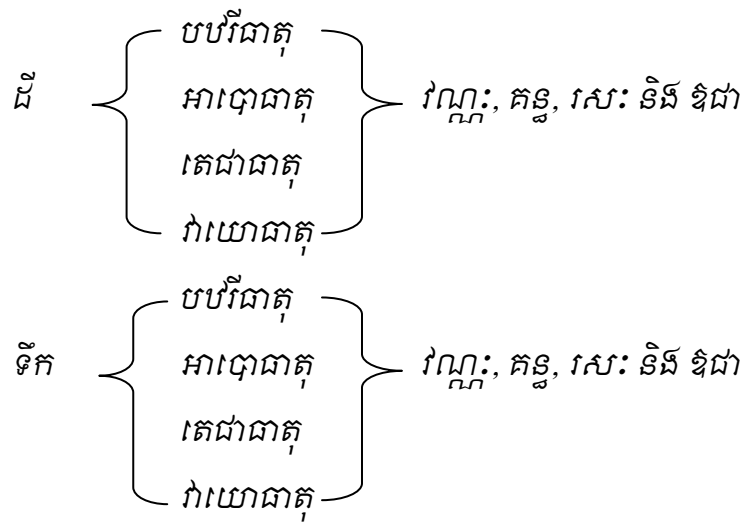 បឋវីធាតុ
អាបោធាតុ
ដី វណ្ណៈ, គន្ធ, រសៈ និង ឱជា
តេជាធាតុ
វាយោធាតុ
បឋវីធាតុ
អាបោធាតុ
ទឹក វណ្ណៈ, គន្ធ, រសៈ និង ឱជា
តេជាធាតុ
វាយោធាតុ